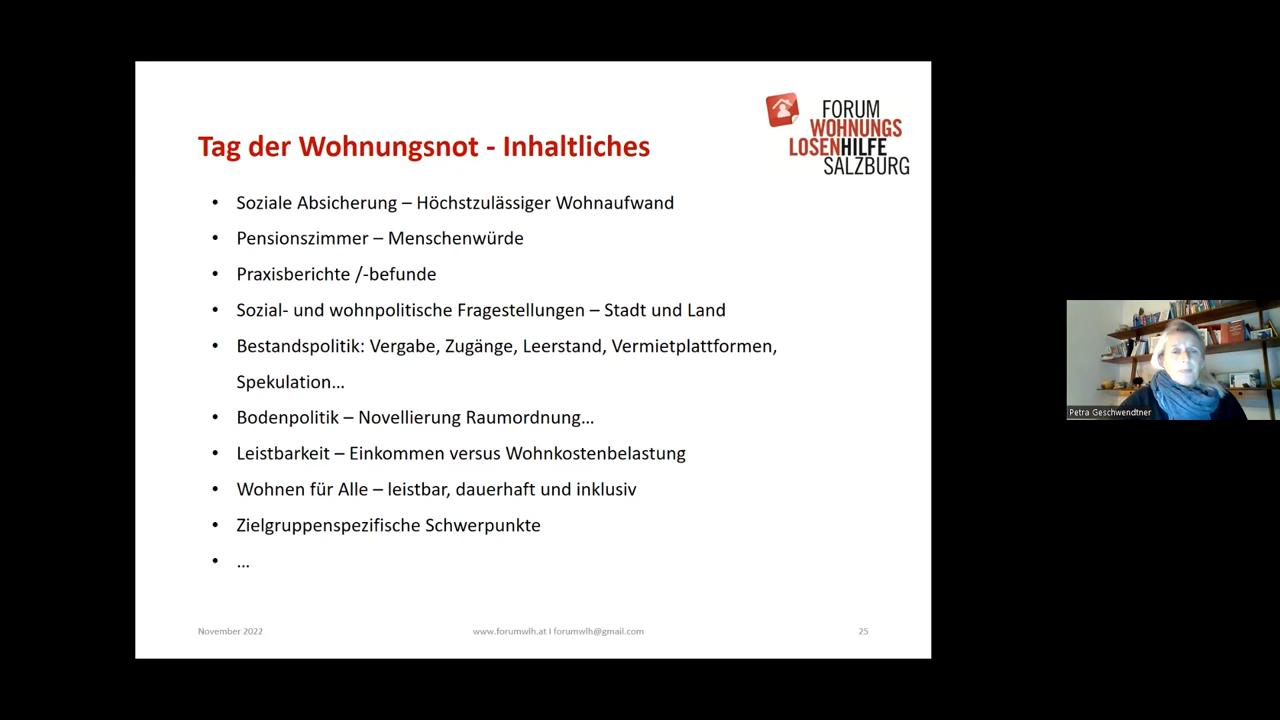 Tag der Wohnungsnot - Inhaltliches
FORUM
WOHNUNGS
LOSENHILFE
SALZBURG
• Soziale Absicherung – Höchstzulässiger Wohnaufwand
• Pensionszimmer – Menschenwürde
• Praxisberichte /-befunde
• Sozial- und wohnpolitische Fragestellungen – Stadt und Land
• Bestandspolitik: Vergabe, Zugänge, Leerstand, Vermietplattformen,
Spekulation…
• Bodenpolitik – Novellierung Raumordnung…
• Leistbarkeit – Einkommen versus Wohnkostenbelastung
• Wohnen für Alle – leistbar, dauerhaft und inklusiv
• Zielgruppenspezifische Schwerpunkte
• …
November 2022
www.forumwlh.at I forumwlh@gmail.com
25
Petra Geschwendtner